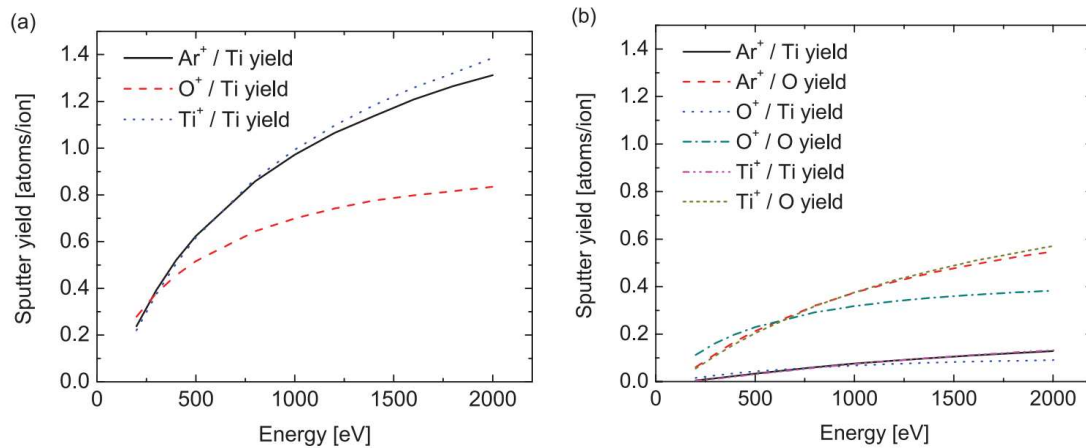 (a)
1.4
1.2
1.0
0.8
0.6
0.4
0.2
0.0
Sputter yield [atoms/ion]
Ar+ / Ti yield
O+ / Ti yield
Ti+ / Ti yield
0 500 1000 1500 2000
Energy [eV]
(b)
1.4
1.2
1.0
0.8
0.6
0.4
0.2
0.0
Sputter yield [atoms/ion]
Ar+ / Ti yield
Ar+ / O yield
O+ / Ti yield
O+ / O yield
Ti+ / Ti yield
Ti+ / O yield
0 500 1000 1500 2000
Energy [eV]